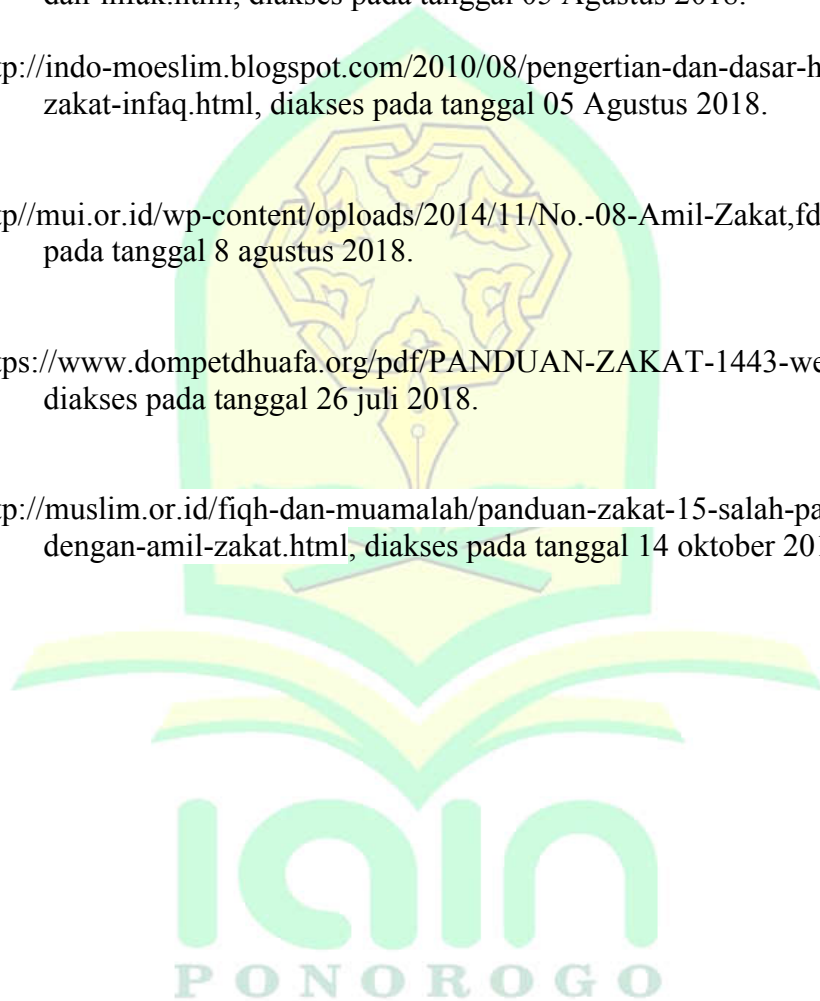 dan-infak.html, diakses pada tanggal 05 Agustus 2018.
tp://indo-moeslim.blogspot.com/2010/08/pengertian-dan-dasar-h
zakat-infaq.html, diakses pada tanggal 05 Agustus 2018.
tp//mui.or.id/wp-content/oploads/2014/11/No.-08-Amil-Zakat,fd
pada tanggal 8 agustus 2018.
tps://www.dompetdhuafa.org/pdf/PANDUAN-ZAKAT-1443-we
diakses pada tanggal 26 juli 2018.
tp://muslim.or.id/fiqh-dan-muamalah/panduan-zakat-15-salah-pa
dengan-amil-zakat.html, diakses pada tanggal 14 oktober 201
iain
PONOROGO